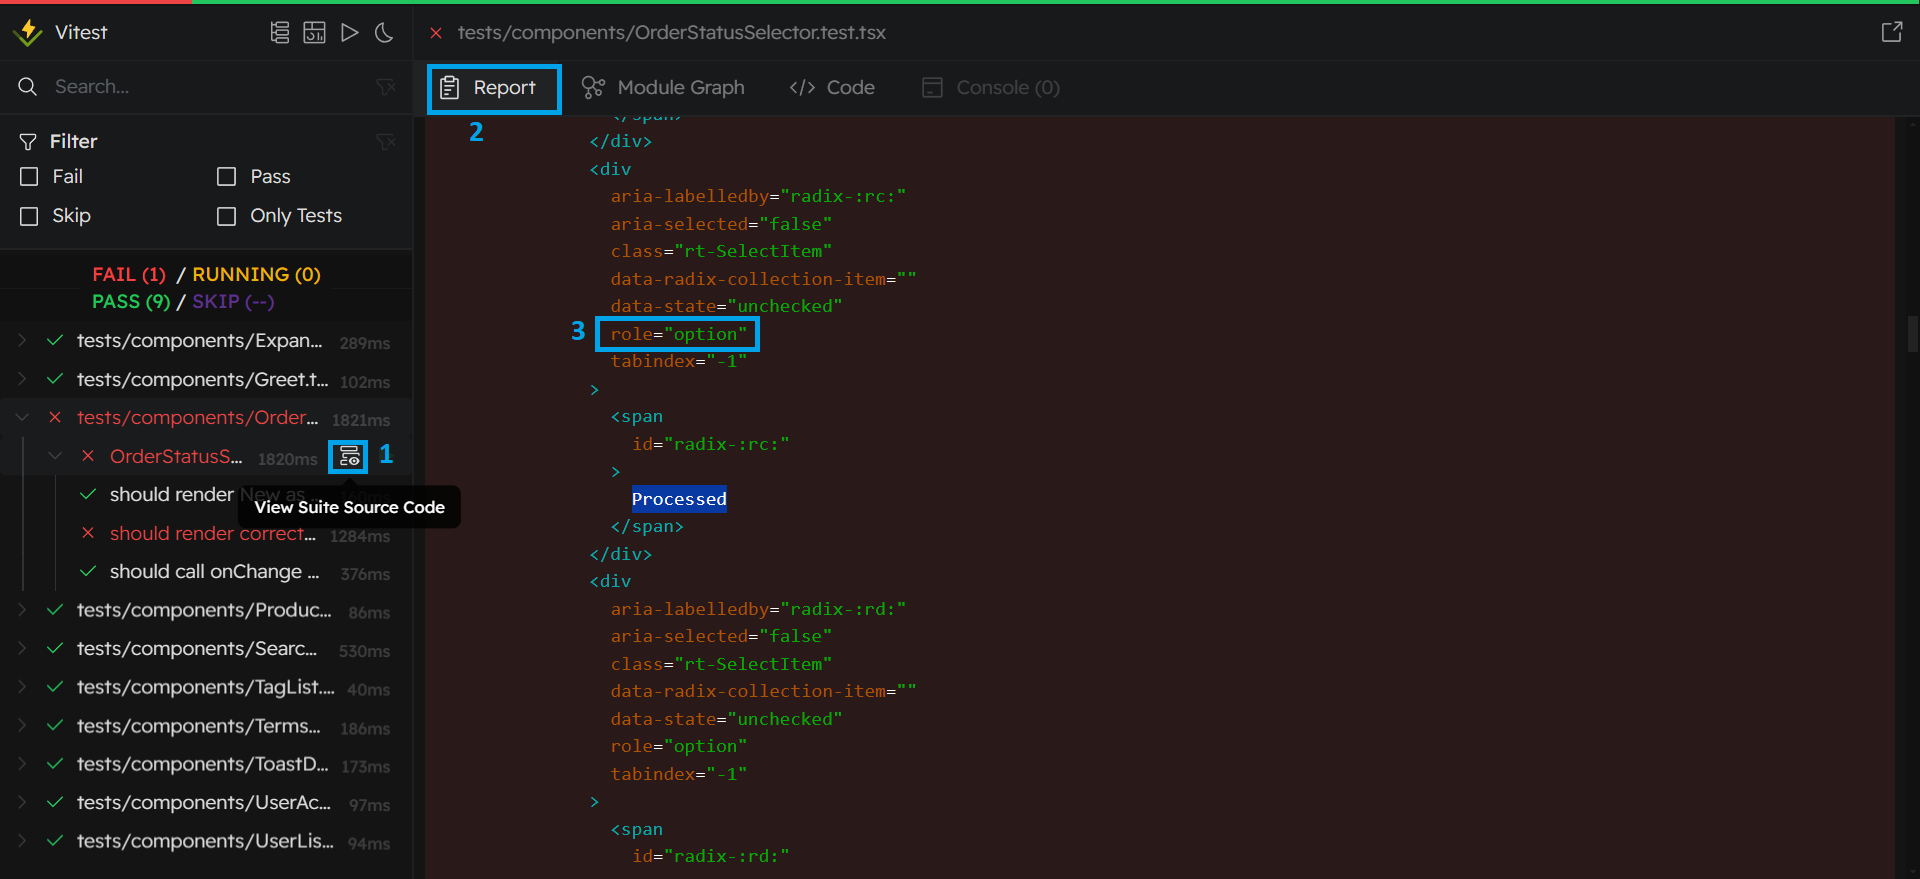 Vitest
Search...
Filter
Fail
Pass
Skip
Only Tests
FAIL (1) / RUNNING (0)
PASS (9) / SKIP (--)
tests/components/Expan... 289ms
tests/components/Greet.t... 102ms
tests/components/Order... 1821ms
OrderStatusS... 1820ms 1
should render New as ... 160ms
View Suite Source Code
should render correct... 1284ms
should call onChange ... 376ms
tests/components/Produc... 86ms
tests/components/Searc... 530ms
tests/components/TagList.... 40ms
tests/components/Terms... 186ms
tests/components/ToastD... 173ms
tests/components/UserAc... 97ms
tests/components/UserLis... 94ms
tests/components/OrderStatusSelector.test.tsx
Report
Module Graph
</> Code
Console (0)
2
</span>
</div>
<div
aria-labelledby="radix-:rc:"
aria-selected="false"
class="rt-SelectItem"
data-radix-collection-item=""
data-state="unchecked"
3 role="option"
tabindex="-1"
>
<span
id="radix-:rc:"
>
Processed
</span>
</div>
<div
aria-labelledby="radix-:rd:"
aria-selected="false"
class="rt-SelectItem"
data-radix-collection-item=""
data-state="unchecked"
role="option"
tabindex="-1"
>
<span
id="radix-:rd:"